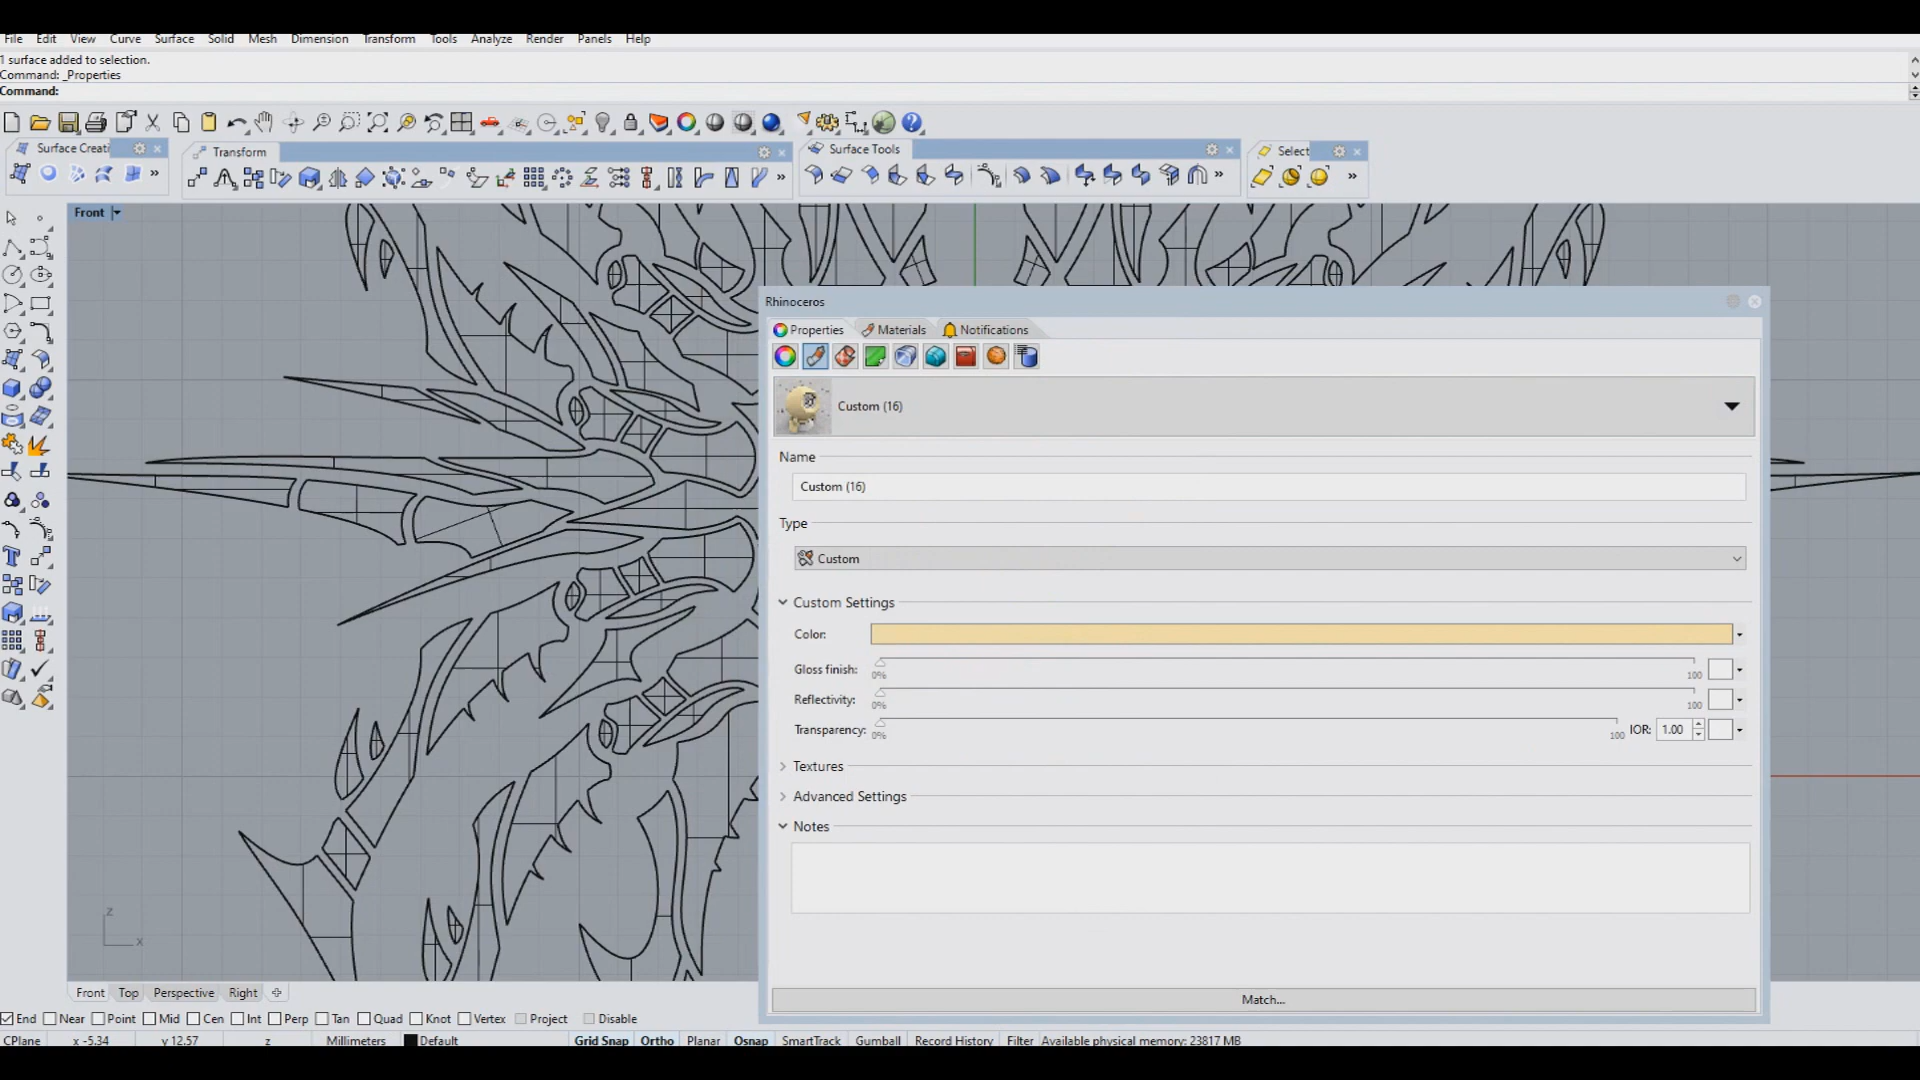 File Edit View Curve Surface Solid Mesh Dimension Transform Tools Analyze Render Panels Help
1 surface added to selection.
Command: _Properties
Command:
Surface Creati
Transform
Surface Tools
Select
Front
Rhinoceros
Properties Materials Notifications
Custom (16)
Name
Custom (16)
Type
Custom
Custom Settings
Color:
Gloss finish: 0% 100
Reflectivity: 0% 100
Transparency: 0% 100 IOR: 1.00
Textures
Advanced Settings
Notes
Match...
z
x
Front Top Perspective Right
End Near Point Mid Cen Int Perp Tan Quad Knot Vertex Project Disable
CPlane x -5.34 y 12.57 z Millimeters Default Grid Snap Ortho Planar Osnap SmartTrack Gumball Record History Filter Available physical memory: 23817 MB